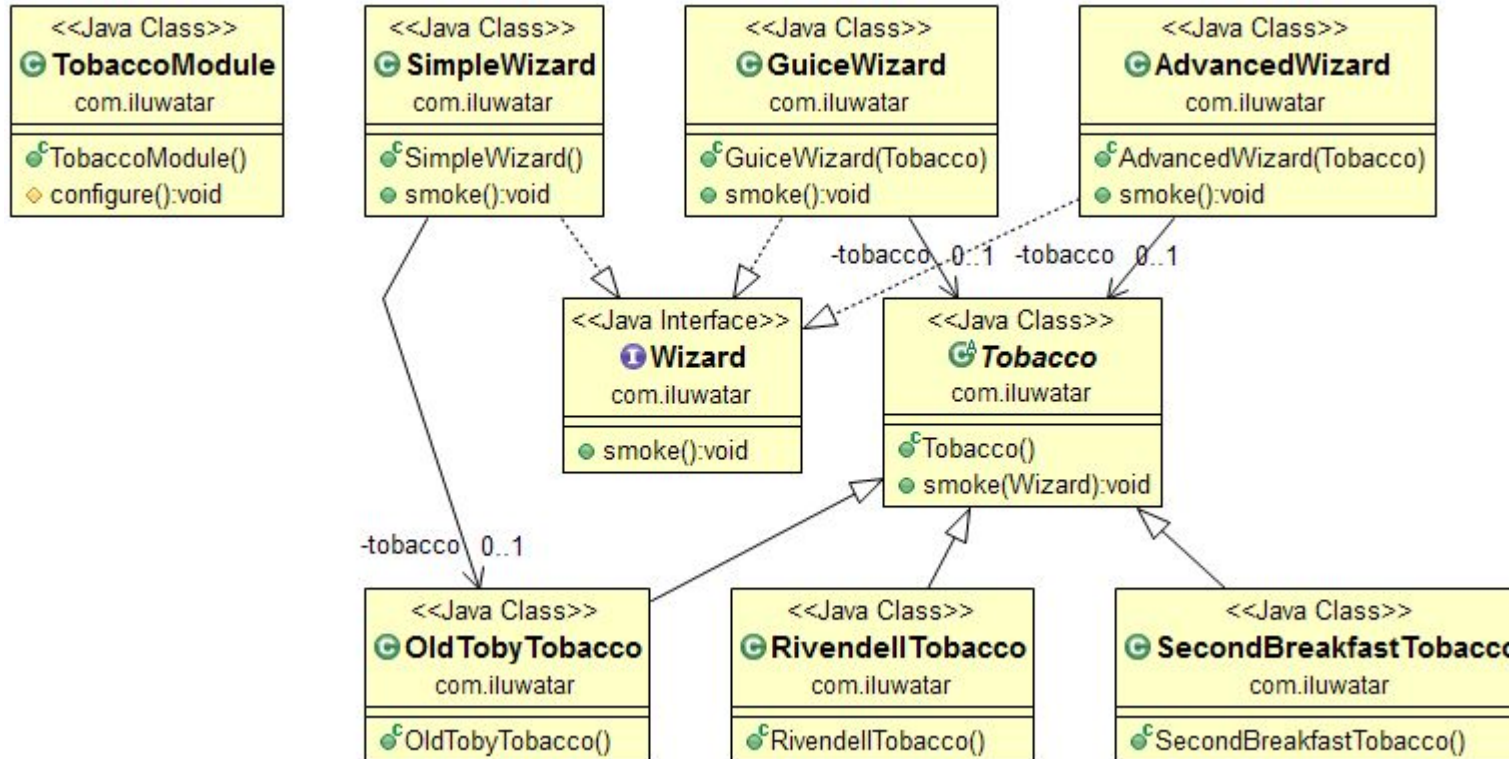 <<Java Class>>
TobaccoModule
com.iluwatar
TobaccoModule()
configure():void
<<Java Class>>
SimpleWizard
com.iluwatar
SimpleWizard()
smoke():void
<<Java Class>>
GuiceWizard
com.iluwatar
GuiceWizard(Tobacco)
smoke():void
<<Java Class>>
AdvancedWizard
com.iluwatar
AdvancedWizard(Tobacco)
smoke():void
-tobacco 0..1
-tobacco 0..1
<<Java Interface>>
Wizard
com.iluwatar
smoke():void
<<Java Class>>
Tobacco
com.iluwatar
Tobacco()
smoke(Wizard):void
-tobacco 0..1
<<Java Class>>
OldTobyTobacco
com.iluwatar
OldTobyTobacco()
<<Java Class>>
RivendellTobacco
com.iluwatar
RivendellTobacco()
<<Java Class>>
SecondBreakfastTobacco
com.iluwatar
SecondBreakfastTobacco()